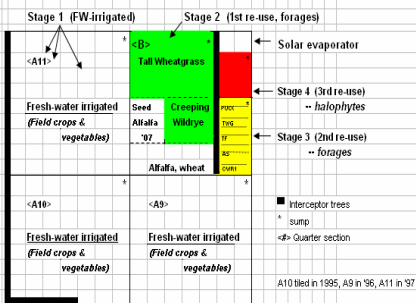 Stage 1 (FW-irrigated)
Stage 2 (1st re-use, forages)
* <B> *
Solar evaporator
<A11>
Tall Wheatgrass
Stage 4 (3rd re-use)
-- halophytes
Fresh-water irrigated
(Field crops &
vegetables)
Seed
Alfalfa
'07
Creeping
Wildrye
*
PUCC
TWG
TF
AS
CWR1
Stage 3 (2nd re-use)
-- forages
Alfalfa, wheat
* *
<A10>
<A9>
Interceptor trees
* sump
<#> Quarter section
Fresh-water irrigated
(Field crops &
vegetables)
Fresh-water irrigated
(Field crops &
vegetables)
A10 tiled in 1995, A9 in '96, A11 in '97